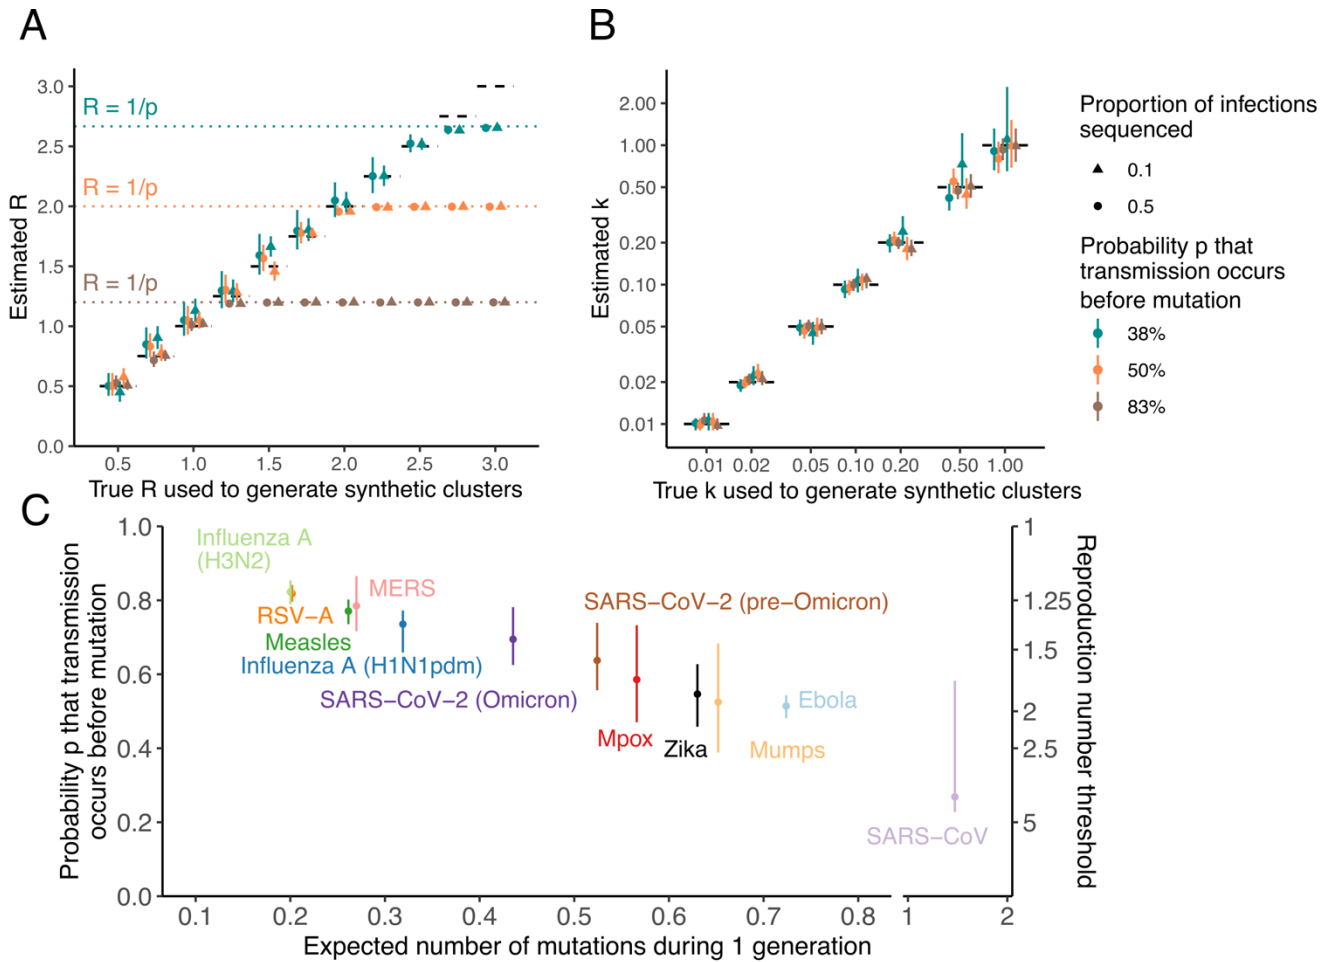 A
3.0
2.5
2.0
1.5
1.0
0.5
0.0
Estimated R
R = 1/p
R = 1/p
R = 1/p
0.5 1.0 1.5 2.0 2.5 3.0
True R used to generate synthetic clusters
B
2.00
1.00
0.50
0.20
0.10
0.05
0.02
0.01
Estimated k
0.01 0.02 0.05 0.10 0.20 0.50 1.00
True k used to generate synthetic clusters
Proportion of infections
sequenced
0.1
0.5
Probability p that
transmission occurs
before mutation
38%
50%
83%
C
1.0
0.8
0.6
0.4
0.2
0.0
Probability p that transmission
occurs before mutation
Influenza A
(H3N2)
RSV−A
Measles
MERS
Influenza A (H1N1pdm)
SARS−CoV−2 (Omicron)
SARS−CoV−2 (pre−Omicron)
Mpox
Zika
Mumps
Ebola
SARS−CoV
1
1.25
1.5
2
2.5
5
Reproduction number threshold
0.1 0.2 0.3 0.4 0.5 0.6 0.7 0.8 1 2
Expected number of mutations during 1 generation